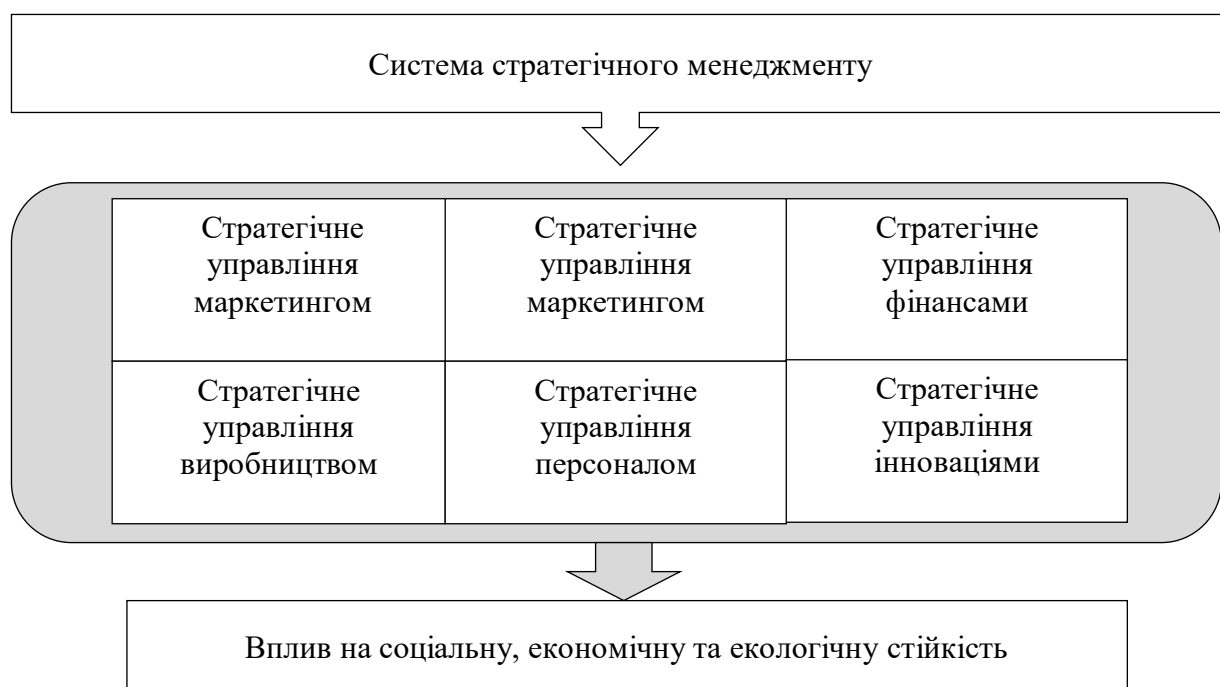 Система стратегічного менеджменту
Стратегічне
управління
маркетингом
Стратегічне
управління
маркетингом
Стратегічне
управління
фінансами
Стратегічне
управління
виробництвом
Стратегічне
управління
персоналом
Стратегічне
управління
інноваціями
Вплив на соціальну, економічну та екологічну стійкість